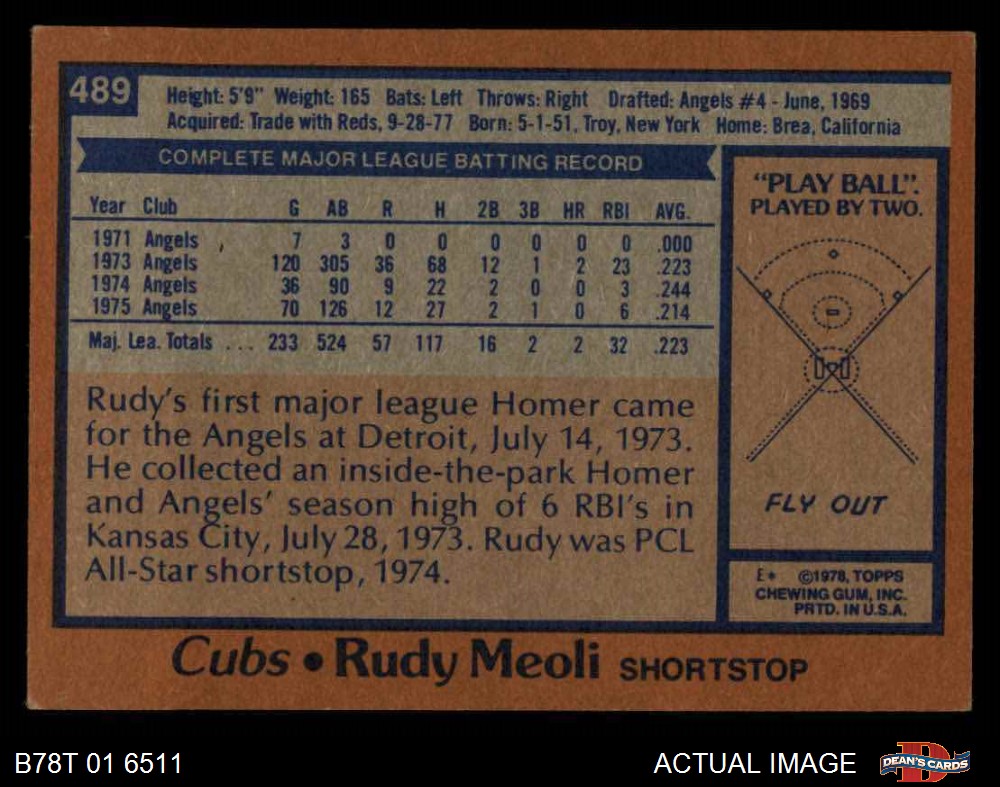 489
Height: 5'9" Weight: 165 Bats: Left Throws: Right Drafted: Angels #4 - June, 1969
Acquired: Trade with Reds, 9-28-77 Born: 5-1-51, Troy, New York Home: Brea, California
COMPLETE MAJOR LEAGUE BATTING RECORD
Year Club G AB R H 2B 3B HR RBI AVG.
1971 Angels 7 3 0 0 0 0 0 0 .000
1973 Angels 120 305 36 68 12 1 2 23 .223
1974 Angels 36 90 9 22 2 0 0 3 .244
1975 Angels 70 126 12 27 2 1 0 6 .214
Maj. Lea. Totals ... 233 524 57 117 16 2 2 32 .223
Rudy's first major league Homer came
for the Angels at Detroit, July 14, 1973.
He collected an inside-the-park Homer
and Angels' season high of 6 RBI's in
Kansas City, July 28, 1973. Rudy was PCL
All-Star shortstop, 1974.
"PLAY BALL".
PLAYED BY TWO.
FLY OUT
E* ©1978, TOPPS
CHEWING GUM, INC.
PRTD. IN U.S.A.
Cubs • Rudy Meoli SHORTSTOP
B78T 01 6511 ACTUAL IMAGE DEAN'S CARDS